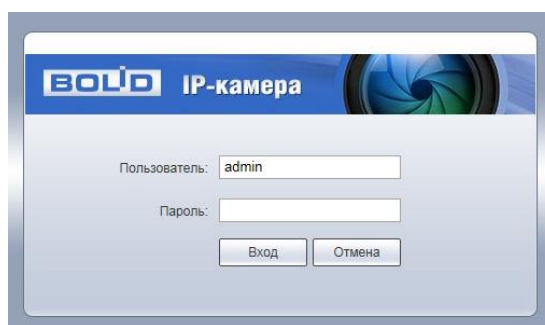 BOLID IP-камера
Пользователь: admin
Пароль:
Вход Отмена